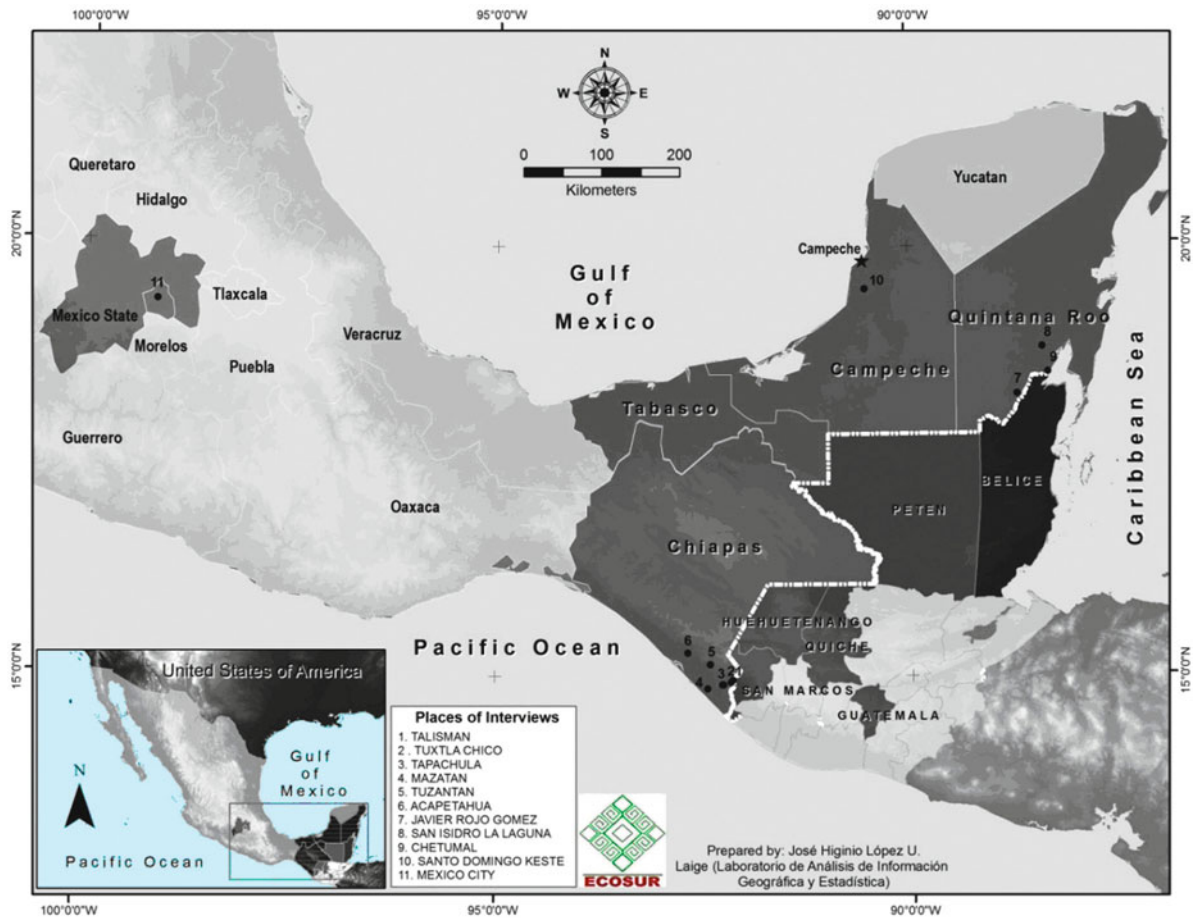 100°0'0"W
95°0'0"W
90°0'0"W
N
W
E
S
0 100 200
Kilometers
Queretaro
Hidalgo
Yucatan
20°0'0"N
20°0'0"N
Campeche
10
11
Gulf
of
Mexico
Tlaxcala
Mexico State
Morelos
Veracruz
Puebla
Quintana Roo
8
9
7
Campeche
Tabasco
Guerrero
Oaxaca
Caribbean Sea
BELICE
PETEN
Chiapas
HUEHUETENANGO
QUICHE
Pacific Ocean
6
5
4
3
2
1
SAN MARCOS
GUATEMALA
15°0'0"N
15°0'0"N
United States of America
Gulf
of
Mexico
N
Pacific Ocean
Places of Interviews
1. TALISMAN
2 . TUXTLA CHICO
3. TAPACHULA
4. MAZATAN
5. TUZANTAN
6. ACAPETAHUA
7. JAVIER ROJO GOMEZ
8. SAN ISIDRO LA LAGUNA
9. CHETUMAL
10. SANTO DOMINGO KESTE
11. MEXICO CITY
ECOSUR
Prepared by: José Higinio López U.
Laige (Laboratorio de Análisis de Información
Geográfica y Estadística)
100°0'0"W
95°0'0"W
90°0'0"W